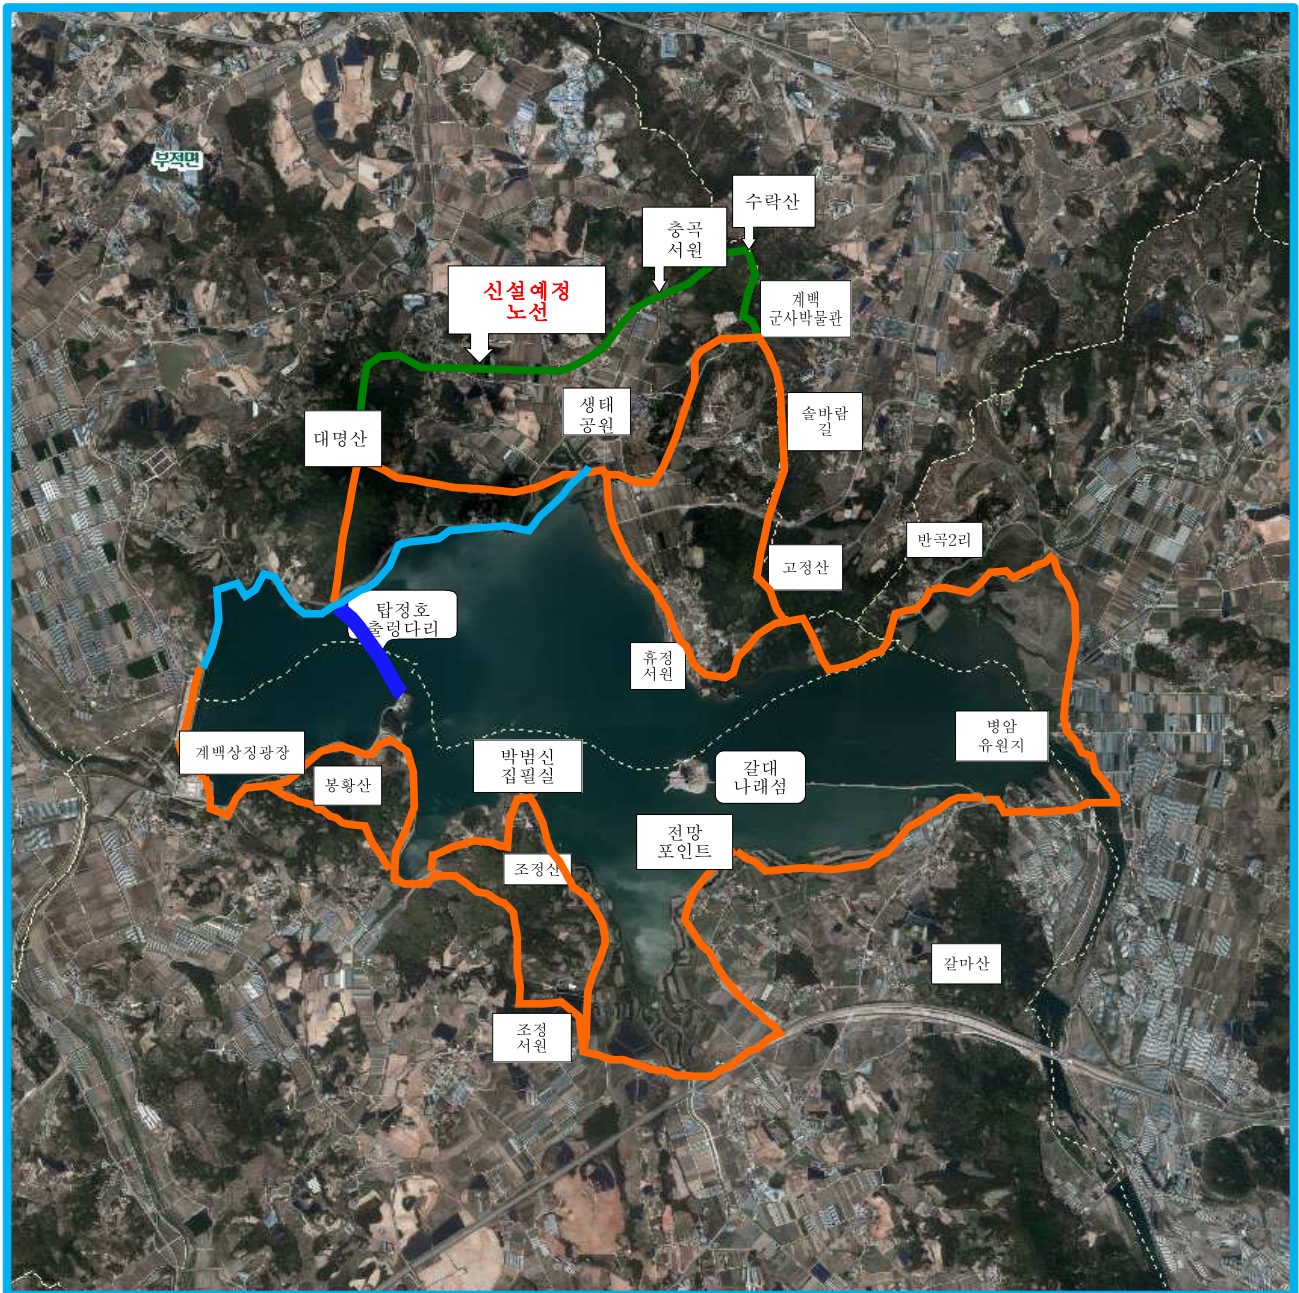 부적면
수락산
충곡
서원
신설예정
노선
계백
군사박물관
생태
공원
솔바람
길
대명산
반곡2리
고정산
탑정호
출렁다리
휴정
서원
병암
유원지
계백상징광장
박범신
집필실
갈대
나래섬
봉황산
전망
포인트
조정산
갈마산
조정
서원